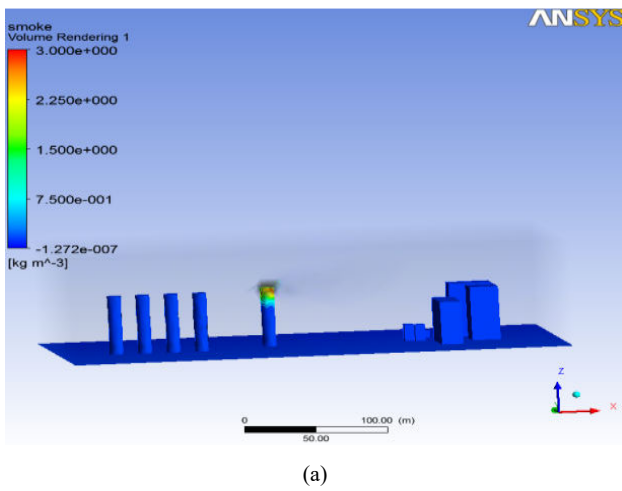 ANSYS
smoke
Volume Rendering 1
3.000e+000
2.250e+000
1.500e+000
7.500e-001
-1.272e-007
[kg m^-3]
Z
X
0
100.00 (m)
50.00
(a)